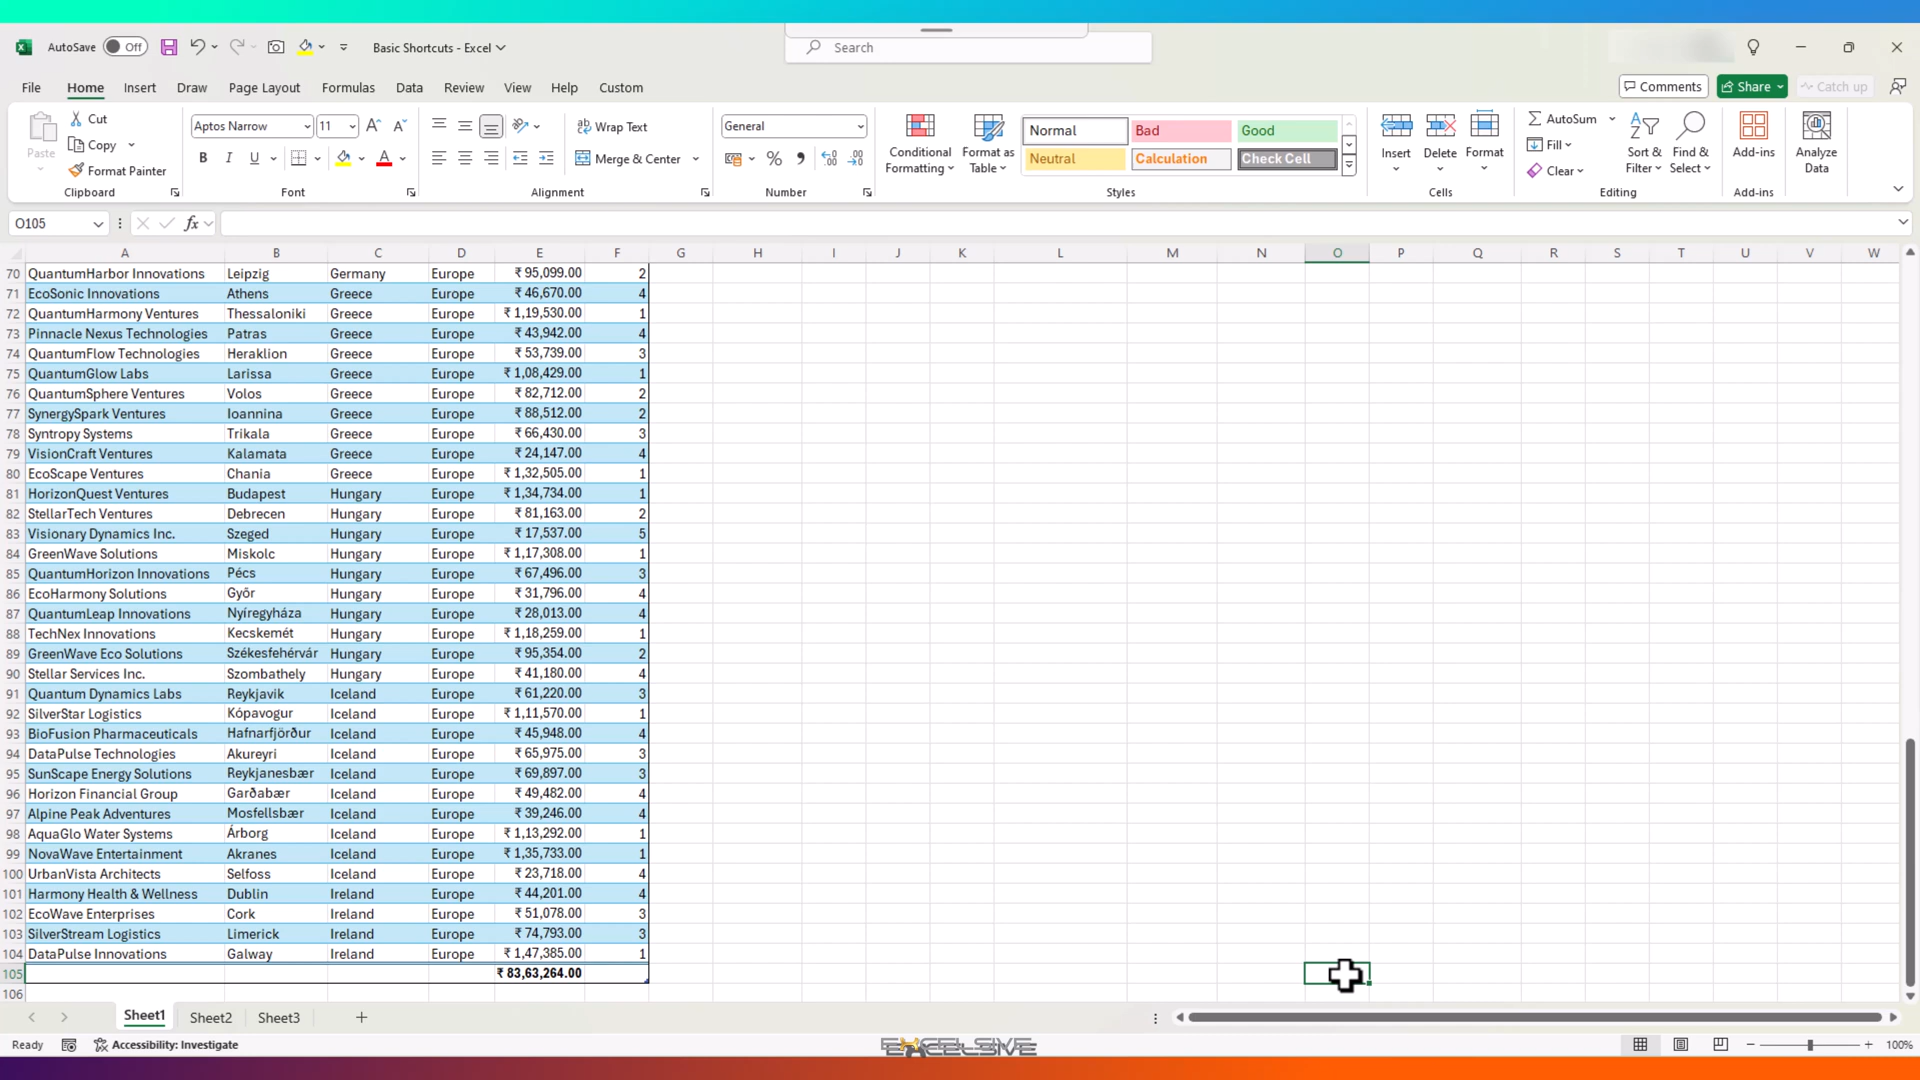 AutoSave Off Basic Shortcuts - Excel Search
File Home Insert Draw Page Layout Formulas Data Review View Help Custom Comments Share Catch up
Paste Cut Copy Format Painter Clipboard
Aptos Narrow 11 B I U A Font
Wrap Text Merge & Center Alignment
General % Number
Conditional Formatting Format as Table Normal Bad Good Neutral Calculation Check Cell Styles
Insert Delete Format Cells
AutoSum Fill Clear Sort & Filter Find & Select Editing
Add-ins Add-ins
Analyze Data
O105 fx
A B C D E F G H I J K L M N O P Q R S T U V W
70 QuantumHarbor Innovations Leipzig Germany Europe ₹ 95,099.00 2
71 EcoSonic Innovations Athens Greece Europe ₹ 46,670.00 4
72 QuantumHarmony Ventures Thessaloniki Greece Europe ₹ 1,19,530.00 1
73 Pinnacle Nexus Technologies Patras Greece Europe ₹ 43,942.00 4
74 QuantumFlow Technologies Heraklion Greece Europe ₹ 53,739.00 3
75 QuantumGlow Labs Larissa Greece Europe ₹ 1,08,429.00 1
76 QuantumSphere Ventures Volos Greece Europe ₹ 82,712.00 2
77 SynergySpark Ventures Ioannina Greece Europe ₹ 88,512.00 2
78 Syntropy Systems Trikala Greece Europe ₹ 66,430.00 3
79 VisionCraft Ventures Kalamata Greece Europe ₹ 24,147.00 4
80 EcoScape Ventures Chania Greece Europe ₹ 1,32,505.00 1
81 HorizonQuest Ventures Budapest Hungary Europe ₹ 1,34,734.00 1
82 StellarTech Ventures Debrecen Hungary Europe ₹ 81,163.00 2
83 Visionary Dynamics Inc. Szeged Hungary Europe ₹ 17,537.00 5
84 GreenWave Solutions Miskolc Hungary Europe ₹ 1,17,308.00 1
85 QuantumHorizon Innovations Pécs Hungary Europe ₹ 67,496.00 3
86 EcoHarmony Solutions Győr Hungary Europe ₹ 31,796.00 4
87 QuantumLeap Innovations Nyíregyháza Hungary Europe ₹ 28,013.00 4
88 TechNex Innovations Kecskemét Hungary Europe ₹ 1,18,259.00 1
89 GreenWave Eco Solutions Székesfehérvár Hungary Europe ₹ 95,354.00 2
90 Stellar Services Inc. Szombathely Hungary Europe ₹ 41,180.00 4
91 Quantum Dynamics Labs Reykjavik Iceland Europe ₹ 61,220.00 3
92 SilverStar Logistics Kópavogur Iceland Europe ₹ 1,11,570.00 1
93 BioFusion Pharmaceuticals Hafnarfjörður Iceland Europe ₹ 45,948.00 4
94 DataPulse Technologies Akureyri Iceland Europe ₹ 65,975.00 3
95 SunScape Energy Solutions Reykjanesbær Iceland Europe ₹ 69,897.00 3
96 Horizon Financial Group Garðabær Iceland Europe ₹ 49,482.00 4
97 Alpine Peak Adventures Mosfellsbær Iceland Europe ₹ 39,246.00 4
98 AquaGlo Water Systems Árborg Iceland Europe ₹ 1,13,292.00 1
99 NovaWave Entertainment Akranes Iceland Europe ₹ 1,35,733.00 1
100 UrbanVista Architects Selfoss Iceland Europe ₹ 23,718.00 4
101 Harmony Health & Wellness Dublin Ireland Europe ₹ 44,201.00 4
102 EcoWave Enterprises Cork Ireland Europe ₹ 51,078.00 3
103 SilverStream Logistics Limerick Ireland Europe ₹ 74,793.00 3
104 DataPulse Innovations Galway Ireland Europe ₹ 1,47,385.00 1
105 ₹ 83,63,264.00
106
Sheet1 Sheet2 Sheet3
Ready Accessibility: Investigate EXCELSIVE 100%